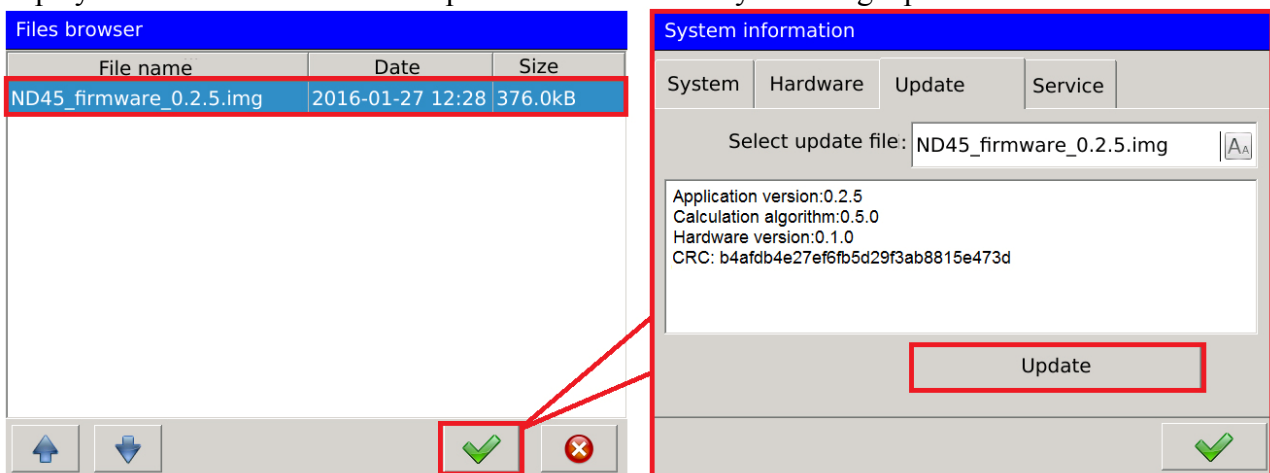 Files browser
File name Date Size
ND45_firmware_0.2.5.img 2016-01-27 12:28 376.0kB
System information
System Hardware Update Service
Select update file: ND45_firmware_0.2.5.img AA
Application version:0.2.5
Calculation algorithm:0.5.0
Hardware version:0.1.0
CRC: b4afdb4e27ef6fb5d29f3ab8815e473d
Update